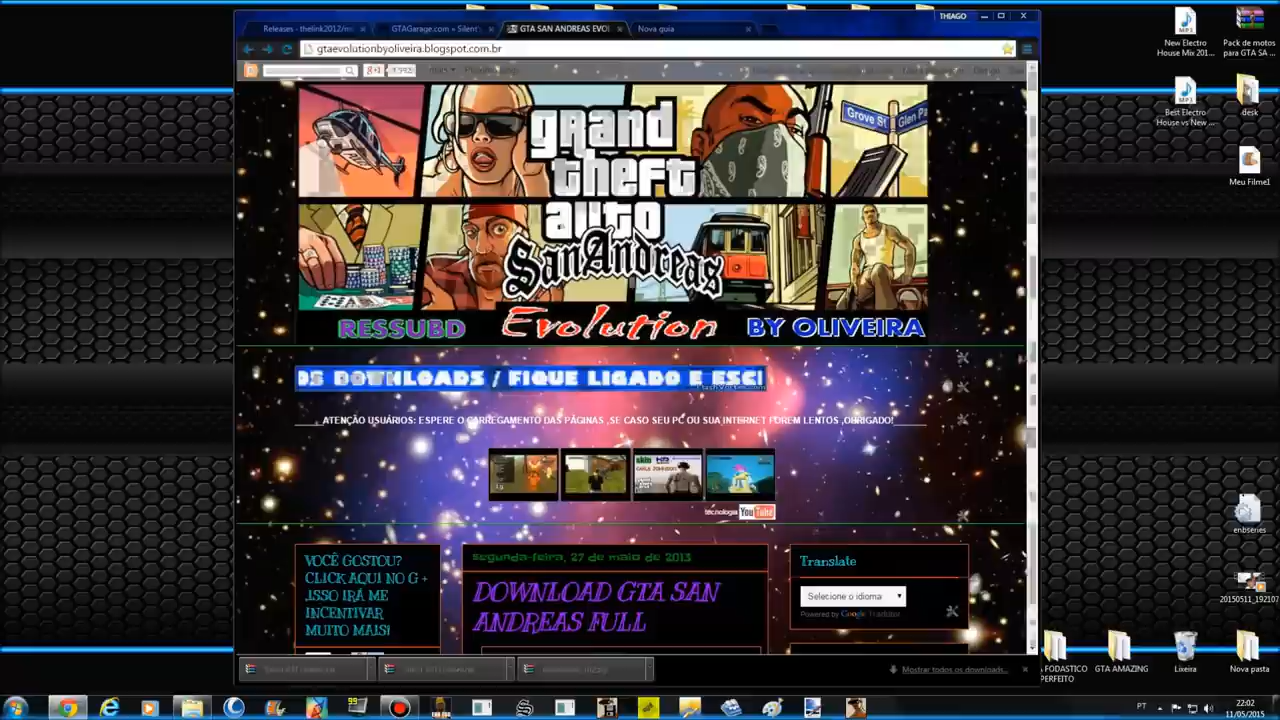 THIAGO
Releases - thelink2012/m
GTAGarage.com » Silent's
GTA SAN ANDREAS EVOL
Nova guia
gtaevolutionbyoliveira.blogspot.com.br
grand theft auto
San Andreas
Grove St
Glen Pa
RESSUBD Evolution BY OLIVEIRA
OS DOWNLOADS / FIQUE LIGADO E ESC
ATENÇÃO USUÁRIOS: ESPERE O CARREGAMENTO DAS PÁGINAS ,SE CASO SEU PC OU SUA INTERNET FOREM LENTOS ,OBRIGADO!
tecnologia YouTube
VOCÊ GOSTOU?
CLICK AQUI NO G +
,ISSO IRÁ ME
INCENTIVAR
MUITO MAIS!
segunda-feira, 27 de maio de 2013
DOWNLOAD GTA SAN
ANDREAS FULL
Translate
Selecione o idioma
Powered by Google Tradutor
Mostrar todos os downloads...
New Electro
House Mix 201...
Pack de motos
para GTA SA ...
Best Electro
House vs New ...
desk
Meu Filme1
enbseries
20150511_192107
FODASTICO
PERFEITO
GTA AMAZING
Lixeira
Nova pasta
99
PT
22:02
11/05/2015